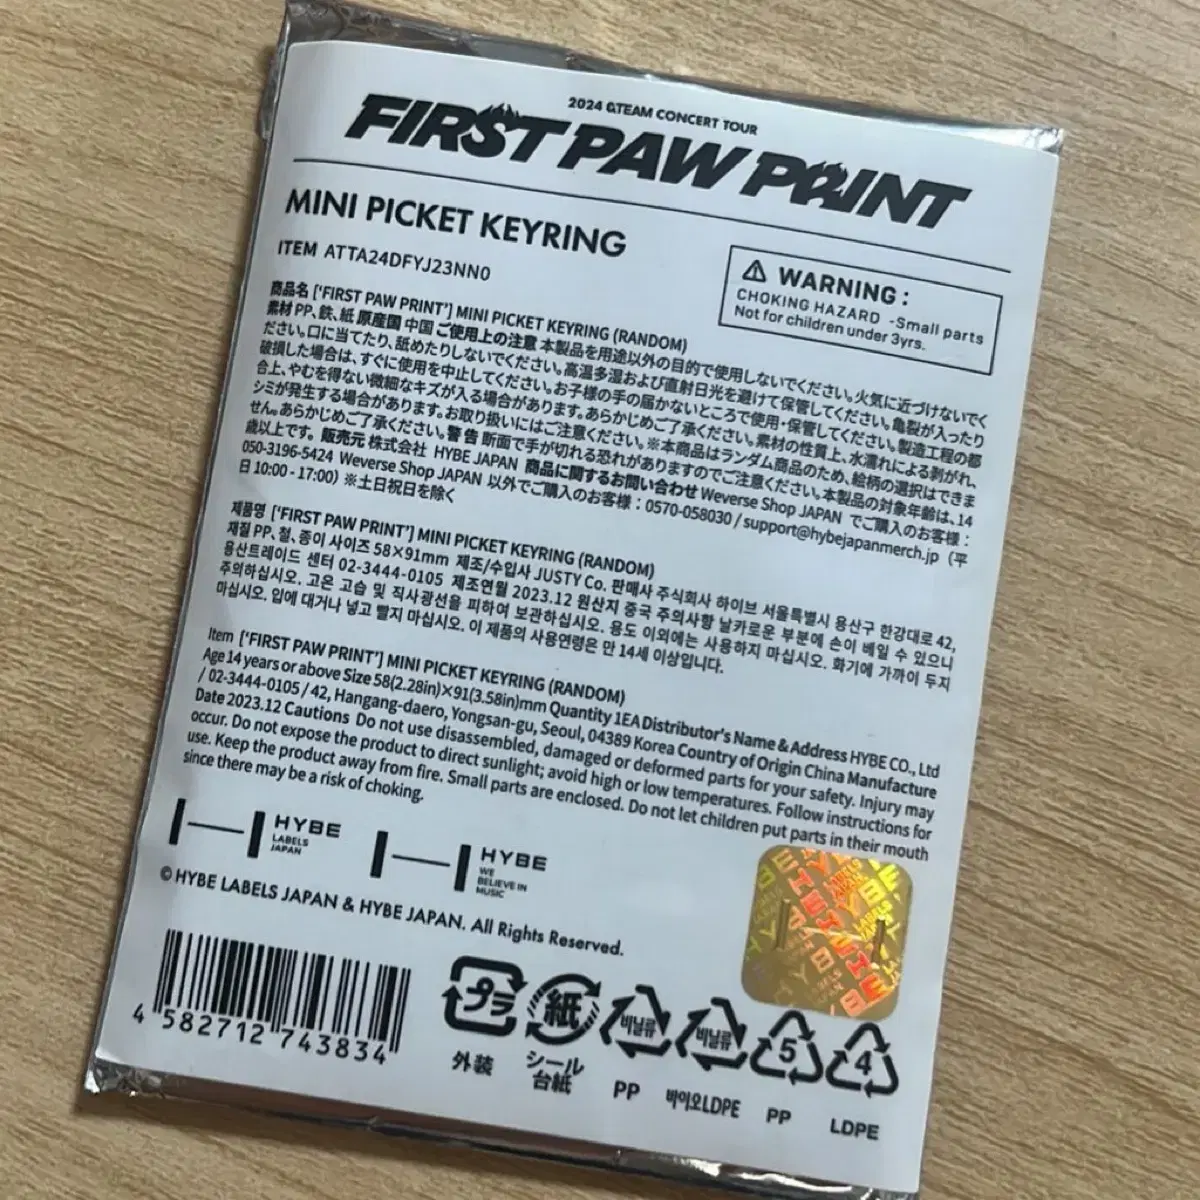 2024 &TEAM CONCERT TOUR
FIRST PAW PRINT
MINI PICKET KEYRING
ITEM ATTA24DFYJ23NN0
⚠ WARNING :
CHOKING HAZARD -Small parts
Not for children under 3yrs.
商品名 [‘FIRST PAW PRINT’] MINI PICKET KEYRING (RANDOM)
素材 PP、鉄、紙 原産国 中国 ご使用上の注意 本製品を用途以外の目的で使用しないでください。火気に近づけないでく
ださい。口に当てたり、舐めたりしないでください。高温多湿および直射日光を避けて保管してください。亀裂が入ったり
破損した場合は、すぐに使用を中止してください。お子様の手の届かないところで使用・保管してください。製造工程の都
合上、やむを得ない微細なキズが入る場合があります。あらかじめご了承ください。素材の性質上、水濡れによる剥がれ、
シミが発生する場合があります。お取り扱いにはご注意ください。※本商品はランダム商品のため、絵柄の選択はできま
せん。あらかじめご了承ください。警告 断面で手が切れる恐れがありますのでご注意ください。本製品の対象年齢は、14
歳以上です。 販売元 株式会社 HYBE JAPAN 商品に関するお問い合わせ Weverse Shop JAPAN でご購入のお客様：
050-3196-5424 Weverse Shop JAPAN 以外でご購入のお客様：0570-058030 / support@hybejapanmerch.jp（平
日 10:00 - 17:00）※土日祝日を除く
제품명 [‘FIRST PAW PRINT’] MINI PICKET KEYRING (RANDOM)
재질 PP, 철, 종이 사이즈 58×91mm 제조/수입사 JUSTY Co. 판매사 주식회사 하이브 서울특별시 용산구 한강대로 42,
용산트레이드 센터 02-3444-0105 제조연월 2023.12 원산지 중국 주의사항 날카로운 부분에 손이 베일 수 있으니
주의하십시오. 고온 고습 및 직사광선을 피하여 보관하십시오. 용도 이외에는 사용하지 마십시오. 화기에 가까이 두지
마십시오. 입에 대거나 넣고 빨지 마십시오. 이 제품의 사용연령은 만 14세 이상입니다.
Item [‘FIRST PAW PRINT’] MINI PICKET KEYRING (RANDOM)
Age 14 years or above Size 58(2.28in)×91(3.58in)mm Quantity 1EA Distributor's Name & Address HYBE CO., Ltd
/ 02-3444-0105 / 42, Hangang-daero, Yongsan-gu, Seoul, 04389 Korea Country of Origin China Manufacture
Date 2023.12 Cautions Do not use disassembled, damaged or deformed parts for your safety. Injury may
occur. Do not expose the product to direct sunlight; avoid high or low temperatures. Follow instructions for
use. Keep the product away from fire. Small parts are enclosed. Do not let children put parts in their mouth
since there may be a risk of choking.
HYBE
LABELS
JAPAN
HYBE
WE
BELIEVE IN
MUSIC
© HYBE LABELS JAPAN & HYBE JAPAN. All Rights Reserved.
4 582712 743834
プラ
外装
紙
シール
台紙
비닐류
PP
비닐류
바이오LDPE
5
PP
4
LDPE